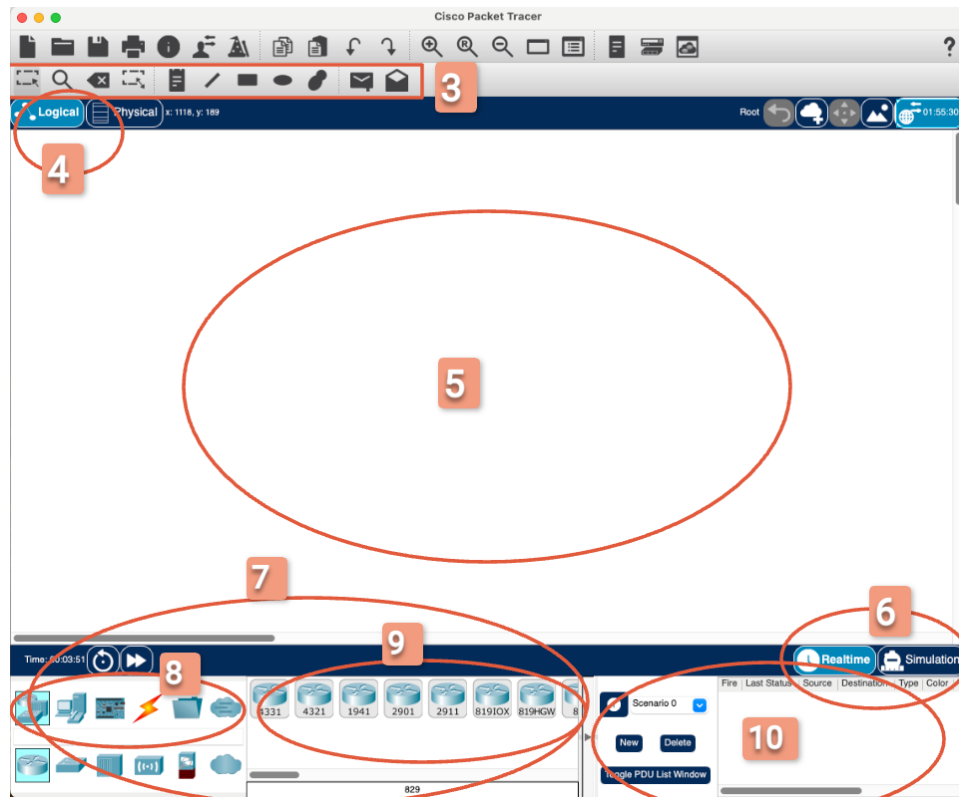 Cisco Packet Tracer
?
3
Logical
Physical
x: 1118, y: 189
Root
01:55:30
4
5
7
6
9
Time: 00:03:51
Realtime
Simulation
8
4331
4321
1941
2901
2911
819IOX
819HGW
8
829
Scenario 0
New
Delete
Toggle PDU List Window
Fire
Last Status
Source
Destination
Type
Color
10